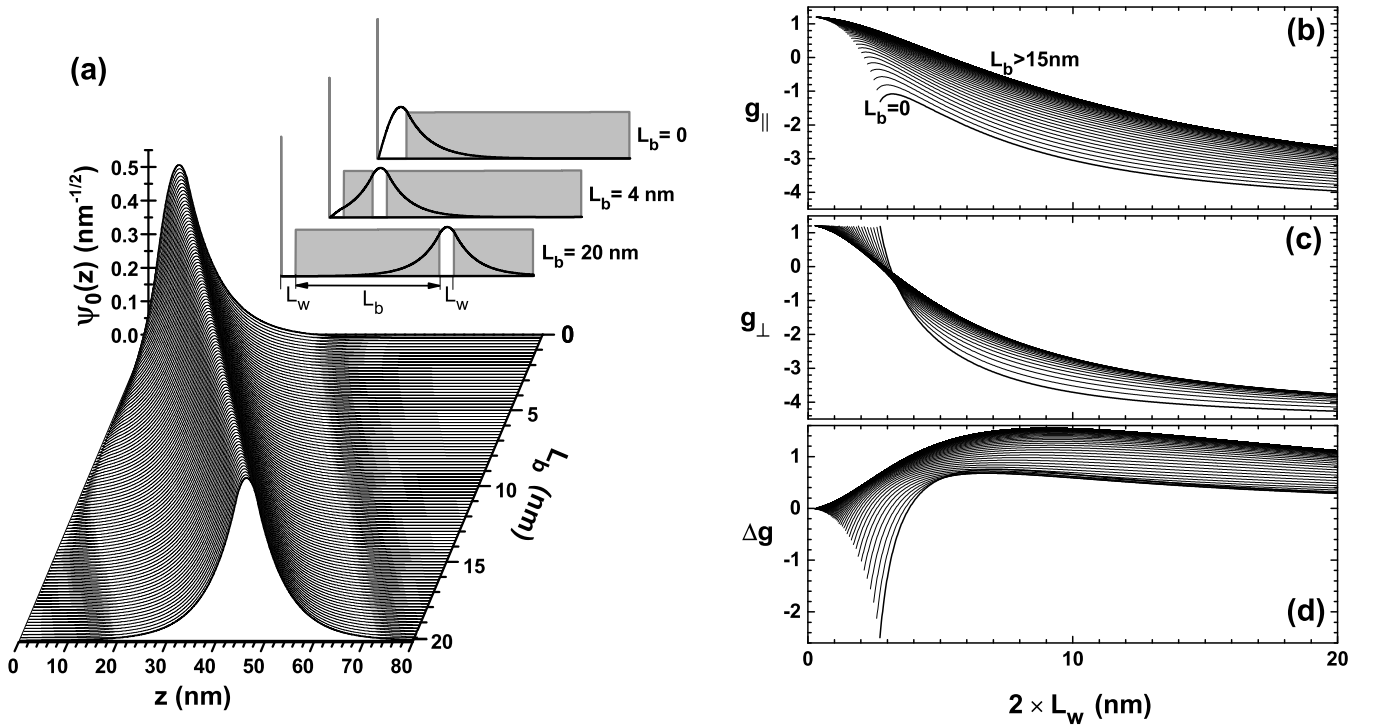 (a)
L_b= 0
L_b= 4 nm
L_b= 20 nm
L_w
L_b
L_w
ψ_0(z) (nm^-1/2)
0.5
0.4
0.3
0.2
0.1
0.0
0
5
10
15
20
L_b (nm)
0 10 20 30 40 50 60 70 80
z (nm)
(b)
g_||
1
0
-1
-2
-3
-4
L_b>15nm
L_b=0
(c)
g_⊥
1
0
-1
-2
-3
-4
(d)
Δg
1
0
-1
-2
0 10 20
2 × L_w (nm)